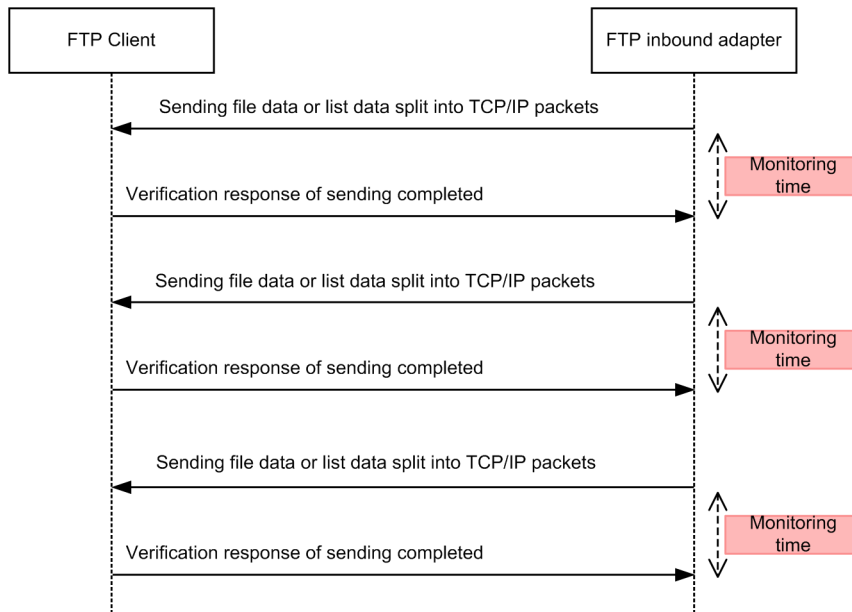 FTP Client
FTP inbound adapter
Sending file data or list data split into TCP/IP packets
Monitoring
time
Verification response of sending completed
Sending file data or list data split into TCP/IP packets
Monitoring
time
Verification response of sending completed
Sending file data or list data split into TCP/IP packets
Monitoring
time
Verification response of sending completed